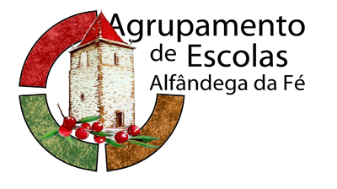 Agrupamento
de Escolas
Alfândega da Fé